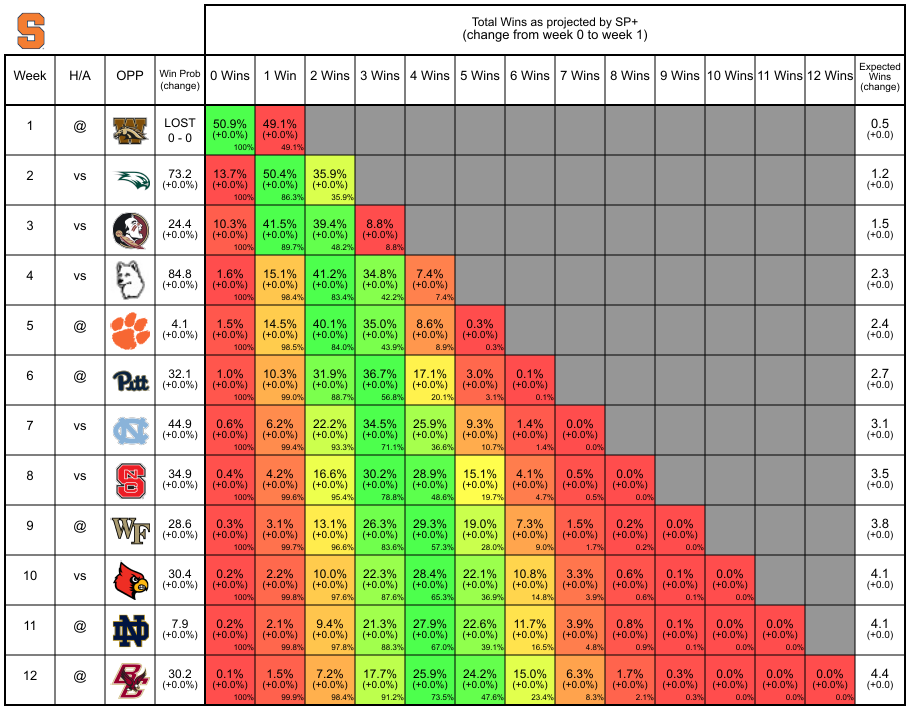 S
Total Wins as projected by SP+
(change from week 0 to week 1)
Week H/A OPP Win Prob (change) 0 Wins 1 Win 2 Wins 3 Wins 4 Wins 5 Wins 6 Wins 7 Wins 8 Wins 9 Wins 10 Wins 11 Wins 12 Wins Expected Wins (change)
1 @ W LOST 50.9% 49.1% 0.5
0 - 0 (+0.0%) (+0.0%) (+0.0)
100% 49.1%
2 vs 73.2 13.7% 50.4% 35.9% 1.2
(+0.0%) (+0.0%) (+0.0%) (+0.0%) (+0.0)
100% 86.3% 35.9%
3 vs 24.4 10.3% 41.5% 39.4% 8.8% 1.5
(+0.0%) (+0.0%) (+0.0%) (+0.0%) (+0.0%) (+0.0)
100% 89.7% 48.2% 8.8%
4 vs 84.8 1.6% 15.1% 41.2% 34.8% 7.4% 2.3
(+0.0%) (+0.0%) (+0.0%) (+0.0%) (+0.0%) (+0.0%) (+0.0)
100% 98.4% 83.4% 42.2% 7.4%
5 @ 4.1 1.5% 14.5% 40.1% 35.0% 8.6% 0.3% 2.4
(+0.0%) (+0.0%) (+0.0%) (+0.0%) (+0.0%) (+0.0%) (+0.0%) (+0.0)
100% 98.5% 84.0% 43.9% 8.9% 0.3%
6 @ Pitt 32.1 1.0% 10.3% 31.9% 36.7% 17.1% 3.0% 0.1% 2.7
(+0.0%) (+0.0%) (+0.0%) (+0.0%) (+0.0%) (+0.0%) (+0.0%) (+0.0%) (+0.0)
100% 99.0% 88.7% 56.8% 20.1% 3.1% 0.1%
7 vs NC 44.9 0.6% 6.2% 22.2% 34.5% 25.9% 9.3% 1.4% 0.0% 3.1
(+0.0%) (+0.0%) (+0.0%) (+0.0%) (+0.0%) (+0.0%) (+0.0%) (+0.0%) (+0.0%) (+0.0)
100% 99.4% 93.3% 71.1% 36.6% 10.7% 1.4% 0.0%
8 vs NCS 34.9 0.4% 4.2% 16.6% 30.2% 28.9% 15.1% 4.1% 0.5% 0.0% 3.5
(+0.0%) (+0.0%) (+0.0%) (+0.0%) (+0.0%) (+0.0%) (+0.0%) (+0.0%) (+0.0%) (+0.0%) (+0.0)
100% 99.6% 95.4% 78.8% 48.6% 19.7% 4.7% 0.5% 0.0%
9 @ WF 28.6 0.3% 3.1% 13.1% 26.3% 29.3% 19.0% 7.3% 1.5% 0.2% 0.0% 3.8
(+0.0%) (+0.0%) (+0.0%) (+0.0%) (+0.0%) (+0.0%) (+0.0%) (+0.0%) (+0.0%) (+0.0%) (+0.0%) (+0.0)
100% 99.7% 96.6% 83.6% 57.3% 28.0% 9.0% 1.7% 0.2% 0.0%
10 vs 30.4 0.2% 2.2% 10.0% 22.3% 28.4% 22.1% 10.8% 3.3% 0.6% 0.1% 0.0% 4.1
(+0.0%) (+0.0%) (+0.0%) (+0.0%) (+0.0%) (+0.0%) (+0.0%) (+0.0%) (+0.0%) (+0.0%) (+0.0%) (+0.0%) (+0.0)
100% 99.8% 97.6% 87.6% 65.3% 36.9% 14.8% 3.9% 0.6% 0.1% 0.0%
11 @ ND 7.9 0.2% 2.1% 9.4% 21.3% 27.9% 22.6% 11.7% 3.9% 0.8% 0.1% 0.0% 0.0% 4.1
(+0.0%) (+0.0%) (+0.0%) (+0.0%) (+0.0%) (+0.0%) (+0.0%) (+0.0%) (+0.0%) (+0.0%) (+0.0%) (+0.0%) (+0.0%) (+0.0)
100% 99.8% 97.8% 88.3% 67.0% 39.1% 16.5% 4.8% 0.9% 0.1% 0.0% 0.0%
12 @ BC 30.2 0.1% 1.5% 7.2% 17.7% 25.9% 24.2% 15.0% 6.3% 1.7% 0.3% 0.0% 0.0% 0.0% 4.4
(+0.0%) (+0.0%) (+0.0%) (+0.0%) (+0.0%) (+0.0%) (+0.0%) (+0.0%) (+0.0%) (+0.0%) (+0.0%) (+0.0%) (+0.0%) (+0.0%) (+0.0)
100% 99.9% 98.4% 91.2% 73.5% 47.6% 23.4% 8.3% 2.1% 0.3% 0.0% 0.0% 0.0%